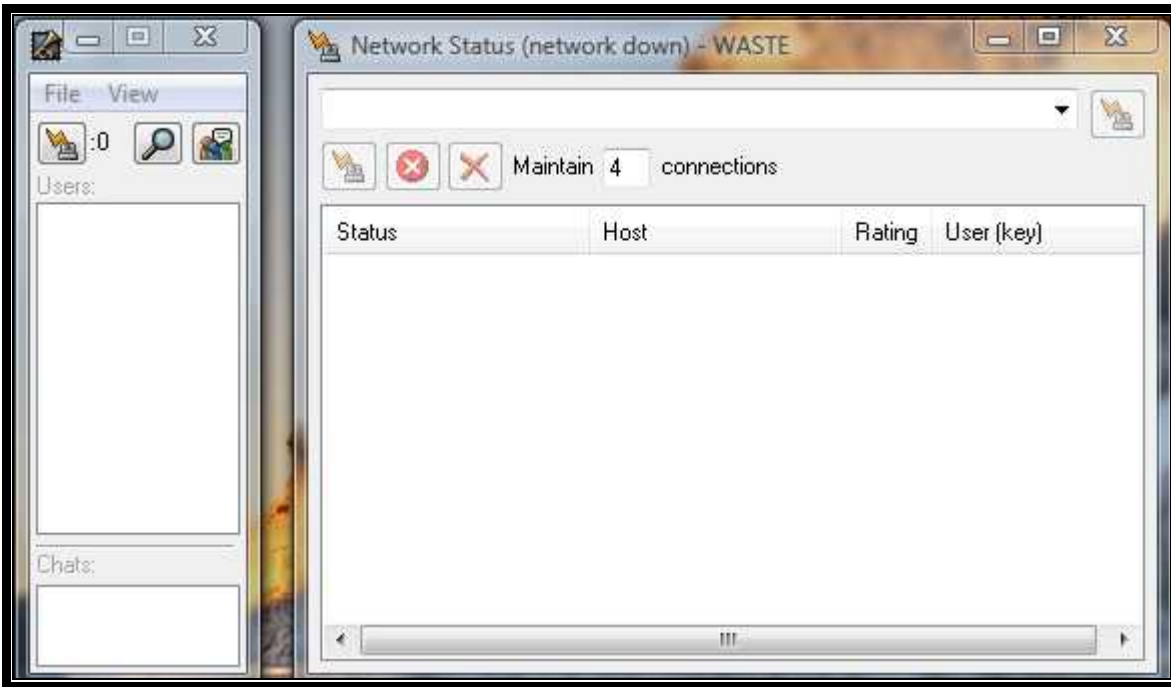 File View
:0
Users:
Chats:
Network Status (network down) - WASTE
Maintain 4 connections
Status Host Rating User (key)